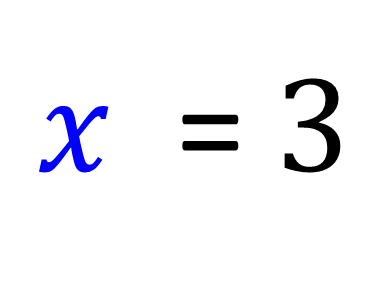 x = 3